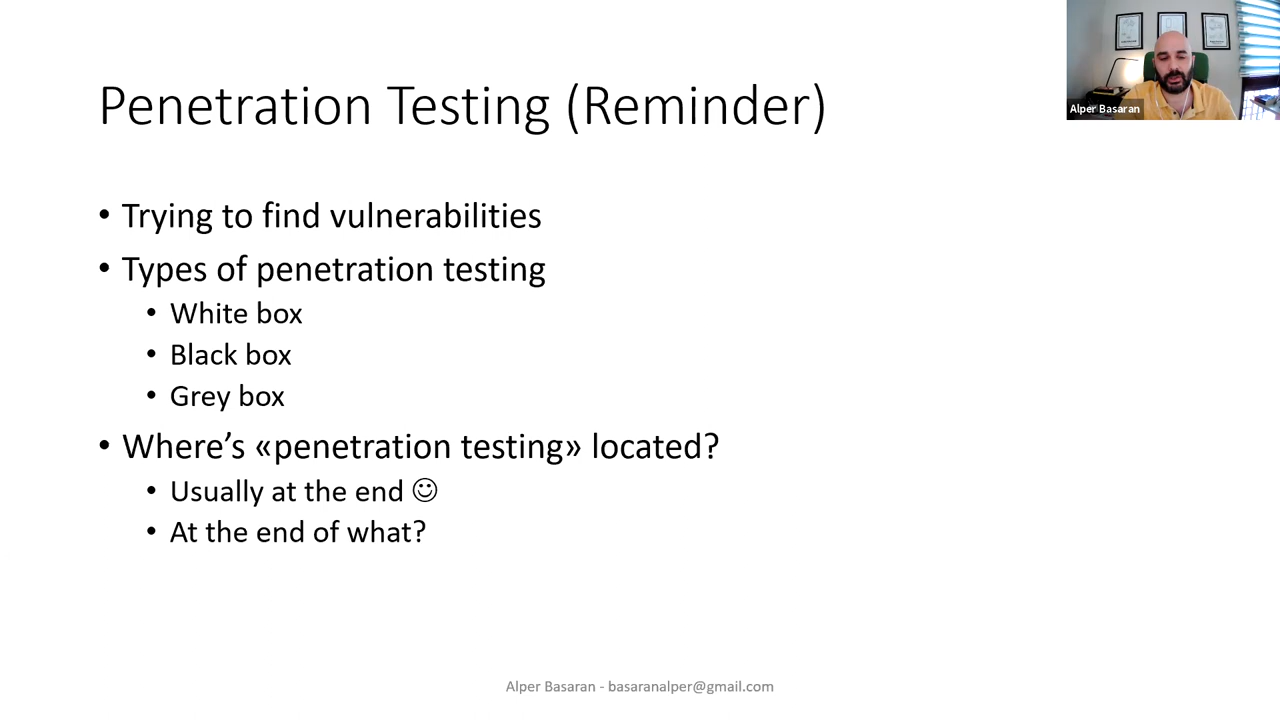 Penetration Testing (Reminder)
Alper Basaran
• Trying to find vulnerabilities
• Types of penetration testing
• White box
• Black box
• Grey box
• Where’s «penetration testing» located?
• Usually at the end ☺
• At the end of what?
Alper Basaran - basaranalper@gmail.com